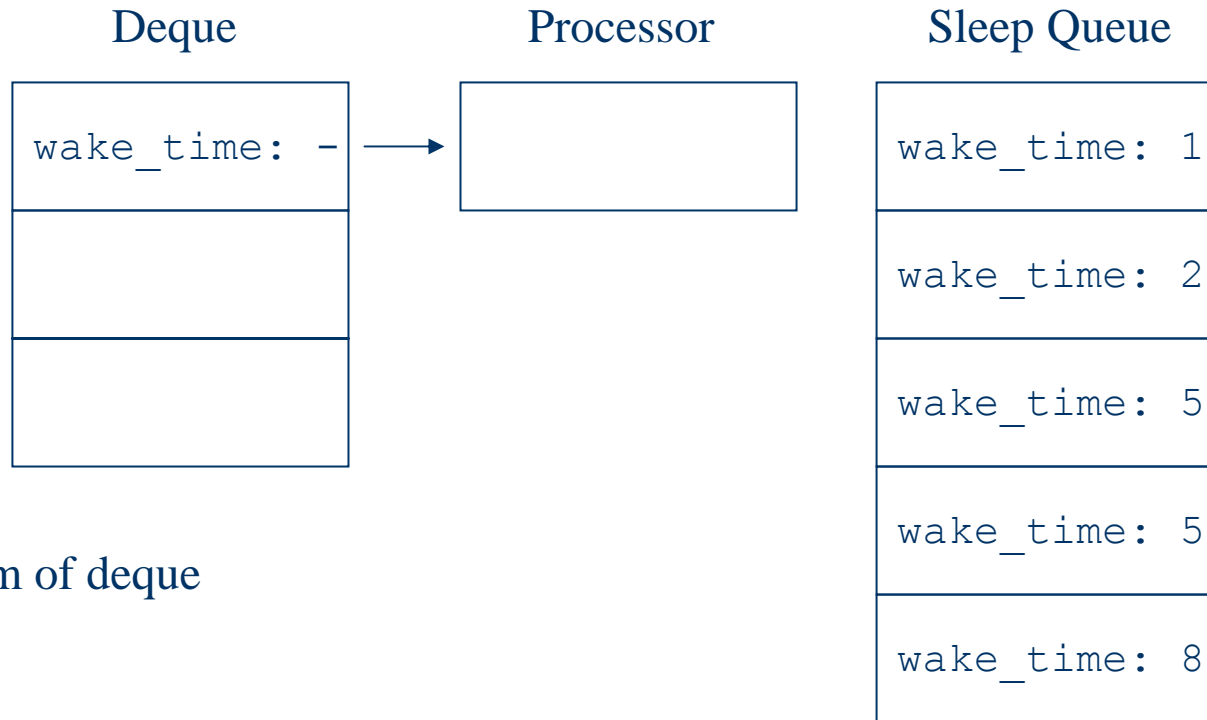 Deque Processor Sleep Queue
wake_time: - wake_time: 1
wake_time: 2
wake_time: 5
wake_time: 5
of deque
wake_time: 8